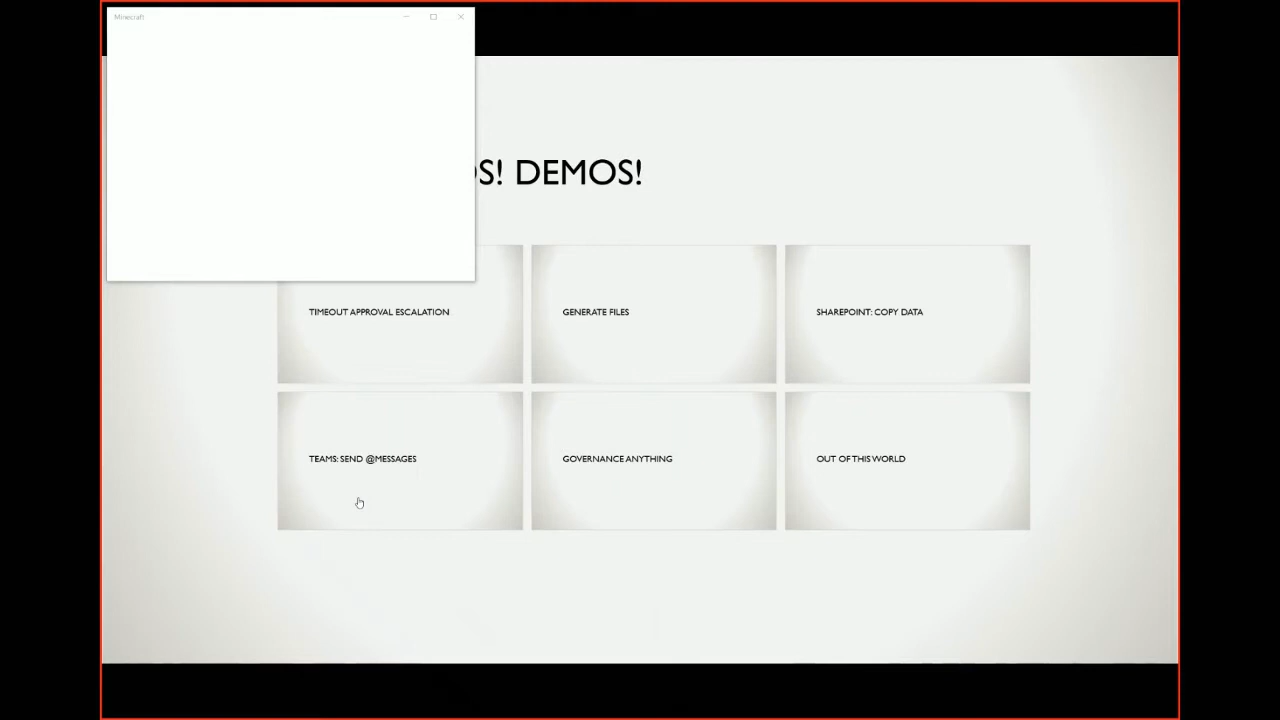 Minecraft
S! DEMOS!
TIMEOUT APPROVAL ESCALATION
GENERATE FILES
SHAREPOINT: COPY DATA
TEAMS: SEND @MESSAGES
GOVERNANCE ANYTHING
OUT OF THIS WORLD